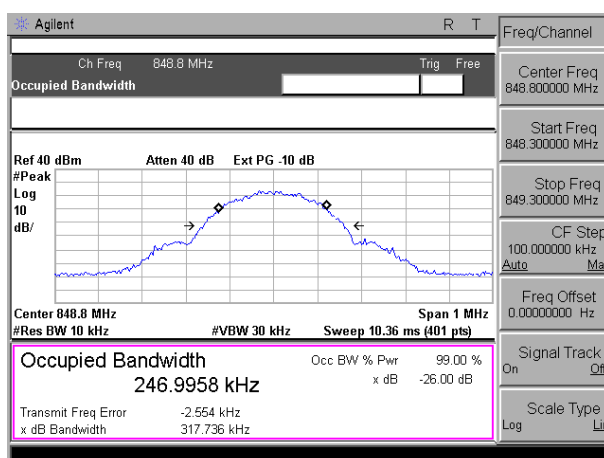 Agilent R T
Ch Freq 848.8 MHz Trig Free
Occupied Bandwidth
Ref 40 dBm Atten 40 dB Ext PG -10 dB
#Peak
Log
10
dB/
Center 848.8 MHz Span 1 MHz
#Res BW 10 kHz #VBW 30 kHz Sweep 10.36 ms (401 pts)
Occupied Bandwidth Occ BW % Pwr 99.00 %
246.9958 kHz x dB -26.00 dB
Transmit Freq Error -2.554 kHz
x dB Bandwidth 317.736 kHz
Freq/Channel
Center Freq
848.800000 MHz
Start Freq
848.300000 MHz
Stop Freq
849.300000 MHz
CF Step
100.000000 kHz
Auto Ma
Freq Offset
0.00000000 Hz
Signal Track
On Of
Scale Type
Log Li